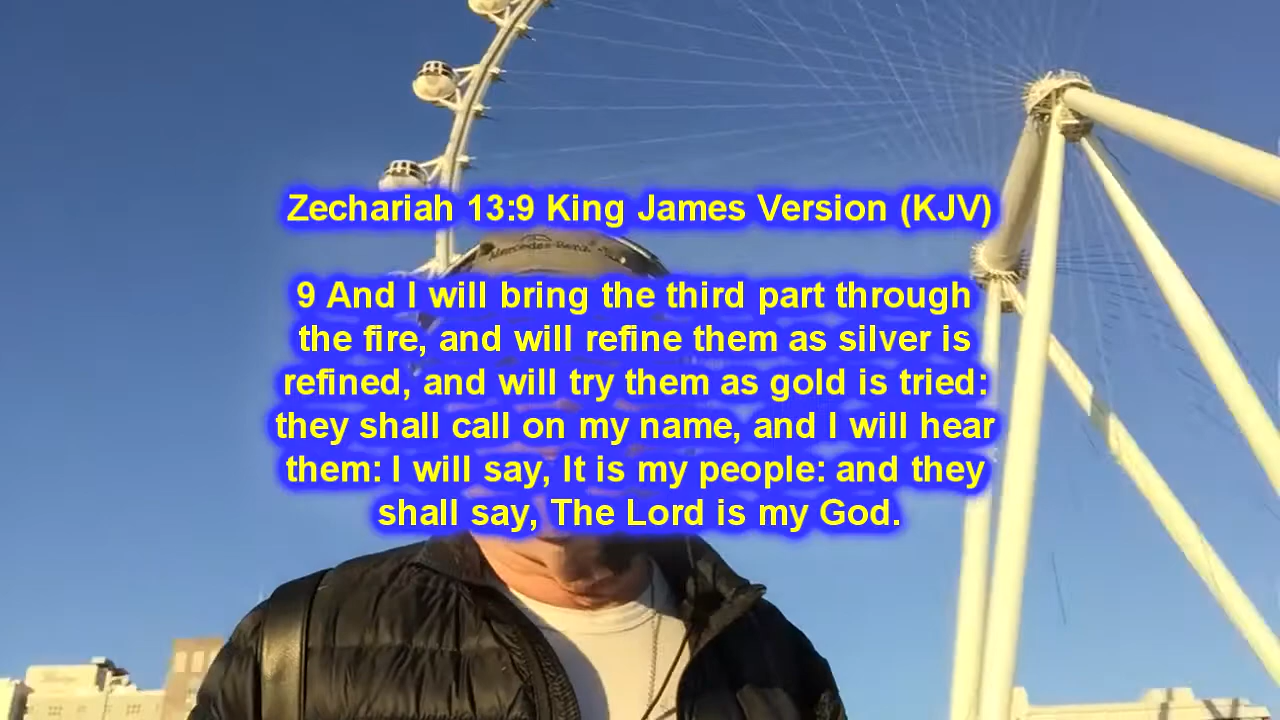 Zechariah 13:9 King James Version (KJV)
Mercedes-Benz
9 And I will bring the third part through
the fire, and will refine them as silver is
refined, and will try them as gold is tried:
they shall call on my name, and I will hear
them: I will say, It is my people: and they
shall say, The Lord is my God.